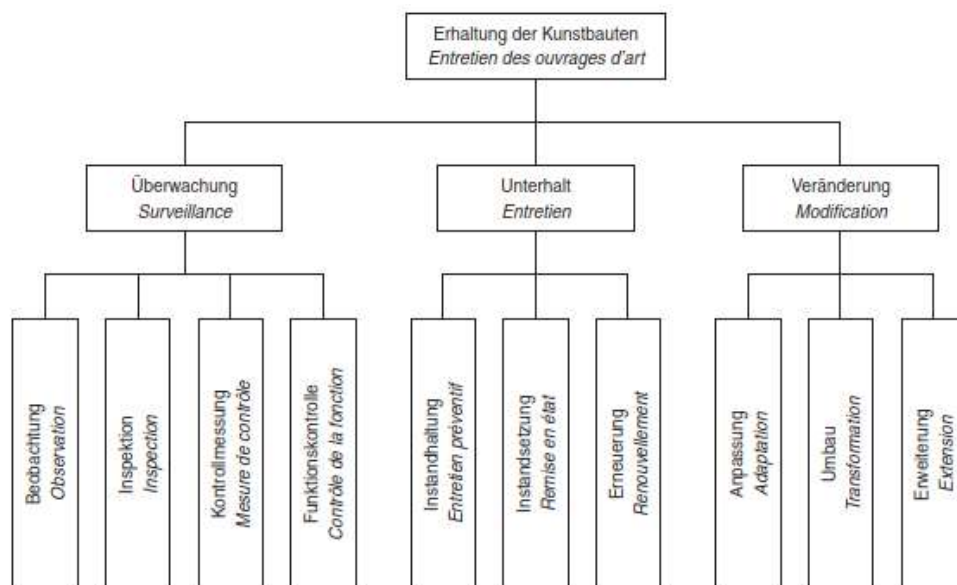 Erhaltung der Kunstbauten
Entretien des ouvrages d'art
Überwachung
Surveillance
Unterhalt
Entretien
Veränderung
Modification
Beobachtung
Observation
Inspektion
Inspection
Kontrollmessung
Mesure de contrôle
Funktionskontrolle
Contrôle de la fonction
Instandhaltung
Entretien préventif
Instandsetzung
Remise en état
Erneuerung
Renouvellement
Anpassung
Adaptation
Umbau
Transformation
Erweiterung
Extension